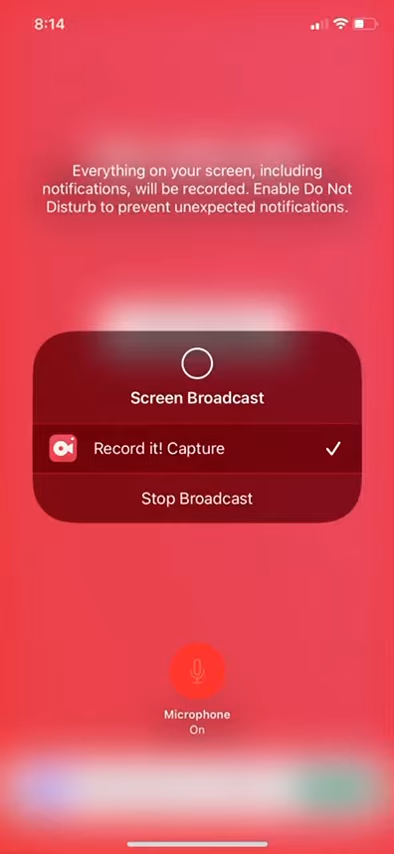 8:14
Everything on your screen, including
notifications, will be recorded. Enable Do Not
Disturb to prevent unexpected notifications.
Screen Broadcast
Record it! Capture
Stop Broadcast
Microphone
On